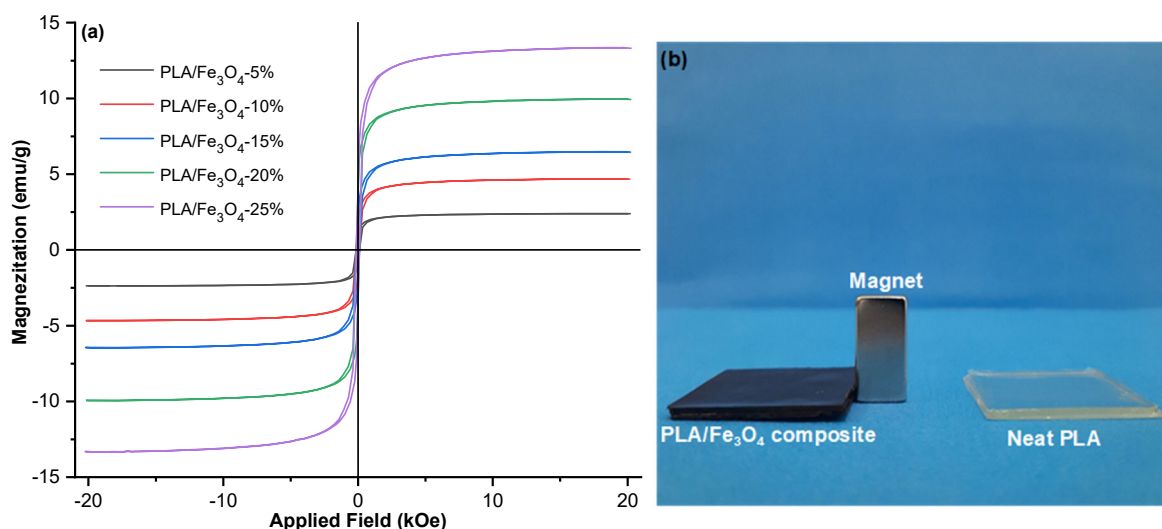 (a)
PLA/Fe₃O₄-5%
PLA/Fe₃O₄-10%
PLA/Fe₃O₄-15%
PLA/Fe₃O₄-20%
PLA/Fe₃O₄-25%
Magnezitation (emu/g)
15
10
5
0
-5
-10
-15
-20
-10
0
10
20
Applied Field (kOe)
(b)
Magnet
PLA/Fe₃O₄ composite
Neat PLA